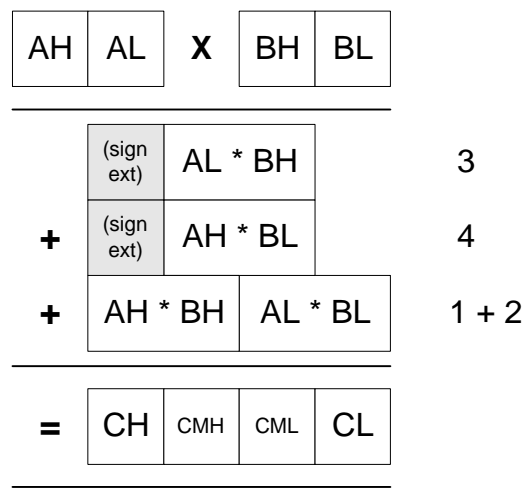 AH AL X BH BL
(sign ext) AL * BH 3
+ (sign ext) AH * BL 4
+ AH * BH AL * BL 1 + 2
= CH CMH CML CL